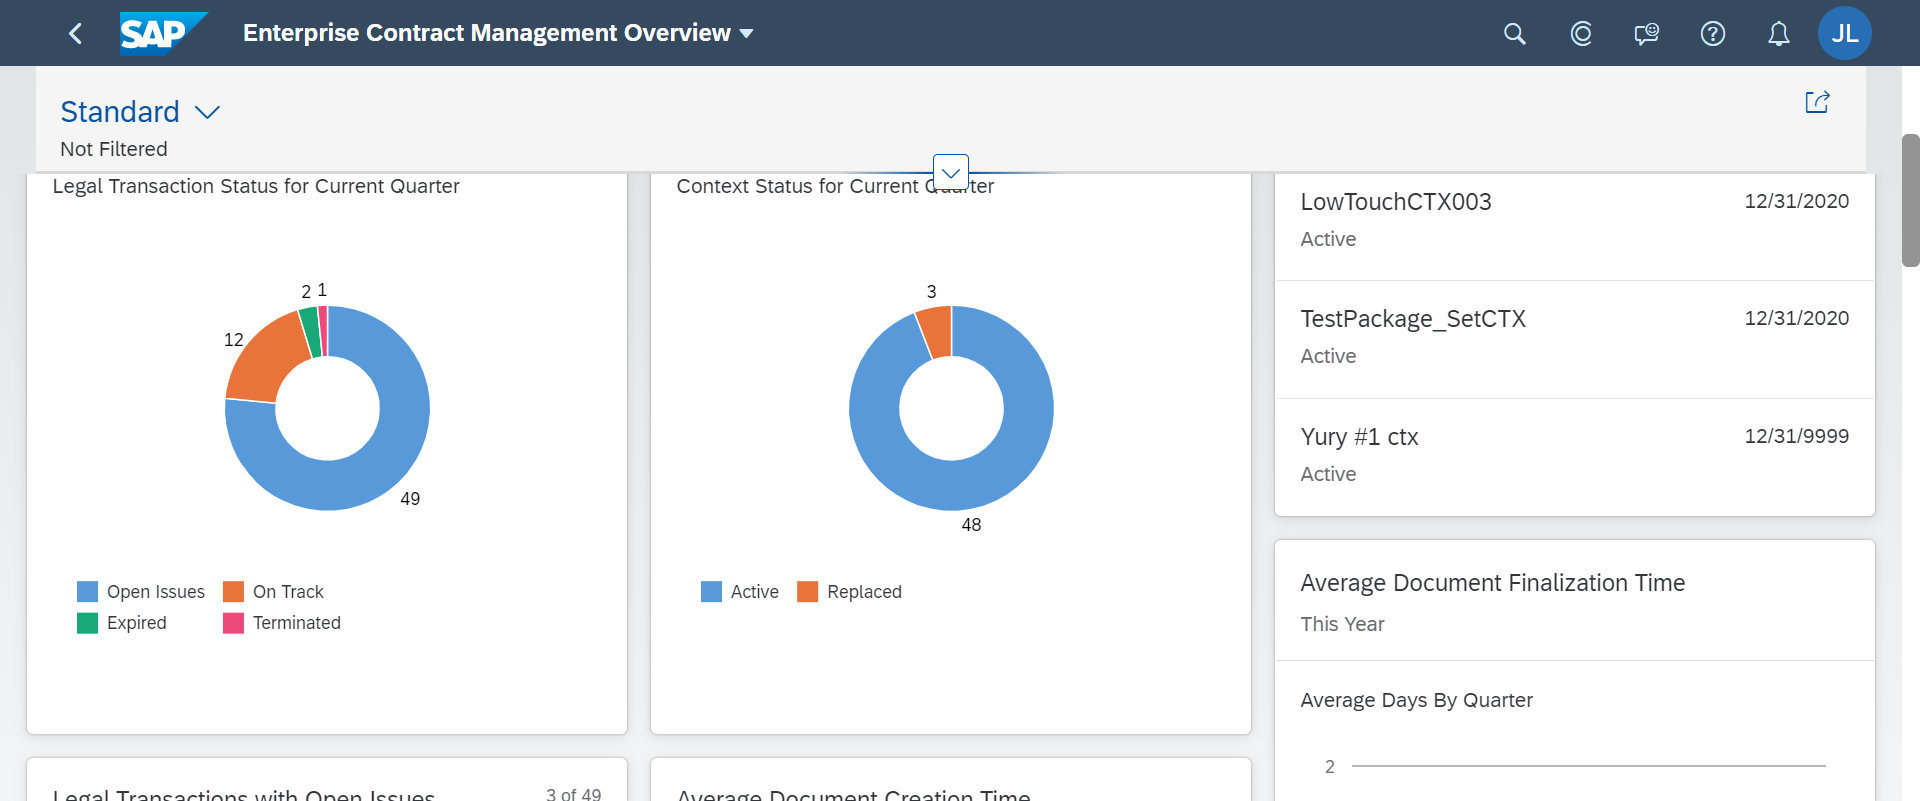 SAP
Enterprise Contract Management Overview
JL
Standard
Not Filtered
Legal Transaction Status for Current Quarter
2 1
12
49
Open Issues
On Track
Expired
Terminated
Context Status for Current Quarter
3
48
Active
Replaced
LowTouchCTX003
12/31/2020
Active
TestPackage_SetCTX
12/31/2020
Active
Yury #1 ctx
12/31/9999
Active
Average Document Finalization Time
This Year
Average Days By Quarter
2
Legal Transactions with Open Issues
3 of 49
Average Document Creation Time